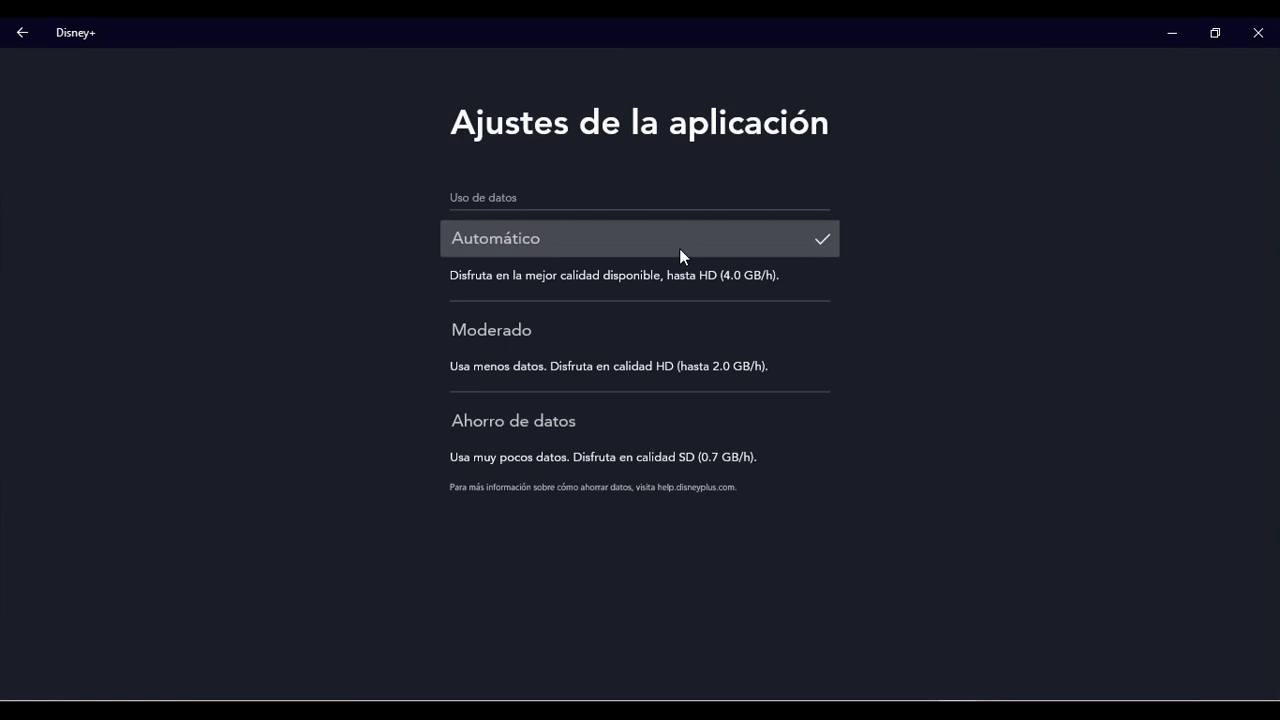 Disney+
Ajustes de la aplicación
Uso de datos
Automático
Disfruta en la mejor calidad disponible, hasta HD (4.0 GB/h).
Moderado
Usa menos datos. Disfruta en calidad HD (hasta 2.0 GB/h).
Ahorro de datos
Usa muy pocos datos. Disfruta en calidad SD (0.7 GB/h).
Para más información sobre cómo ahorrar datos, visita help.disneyplus.com.